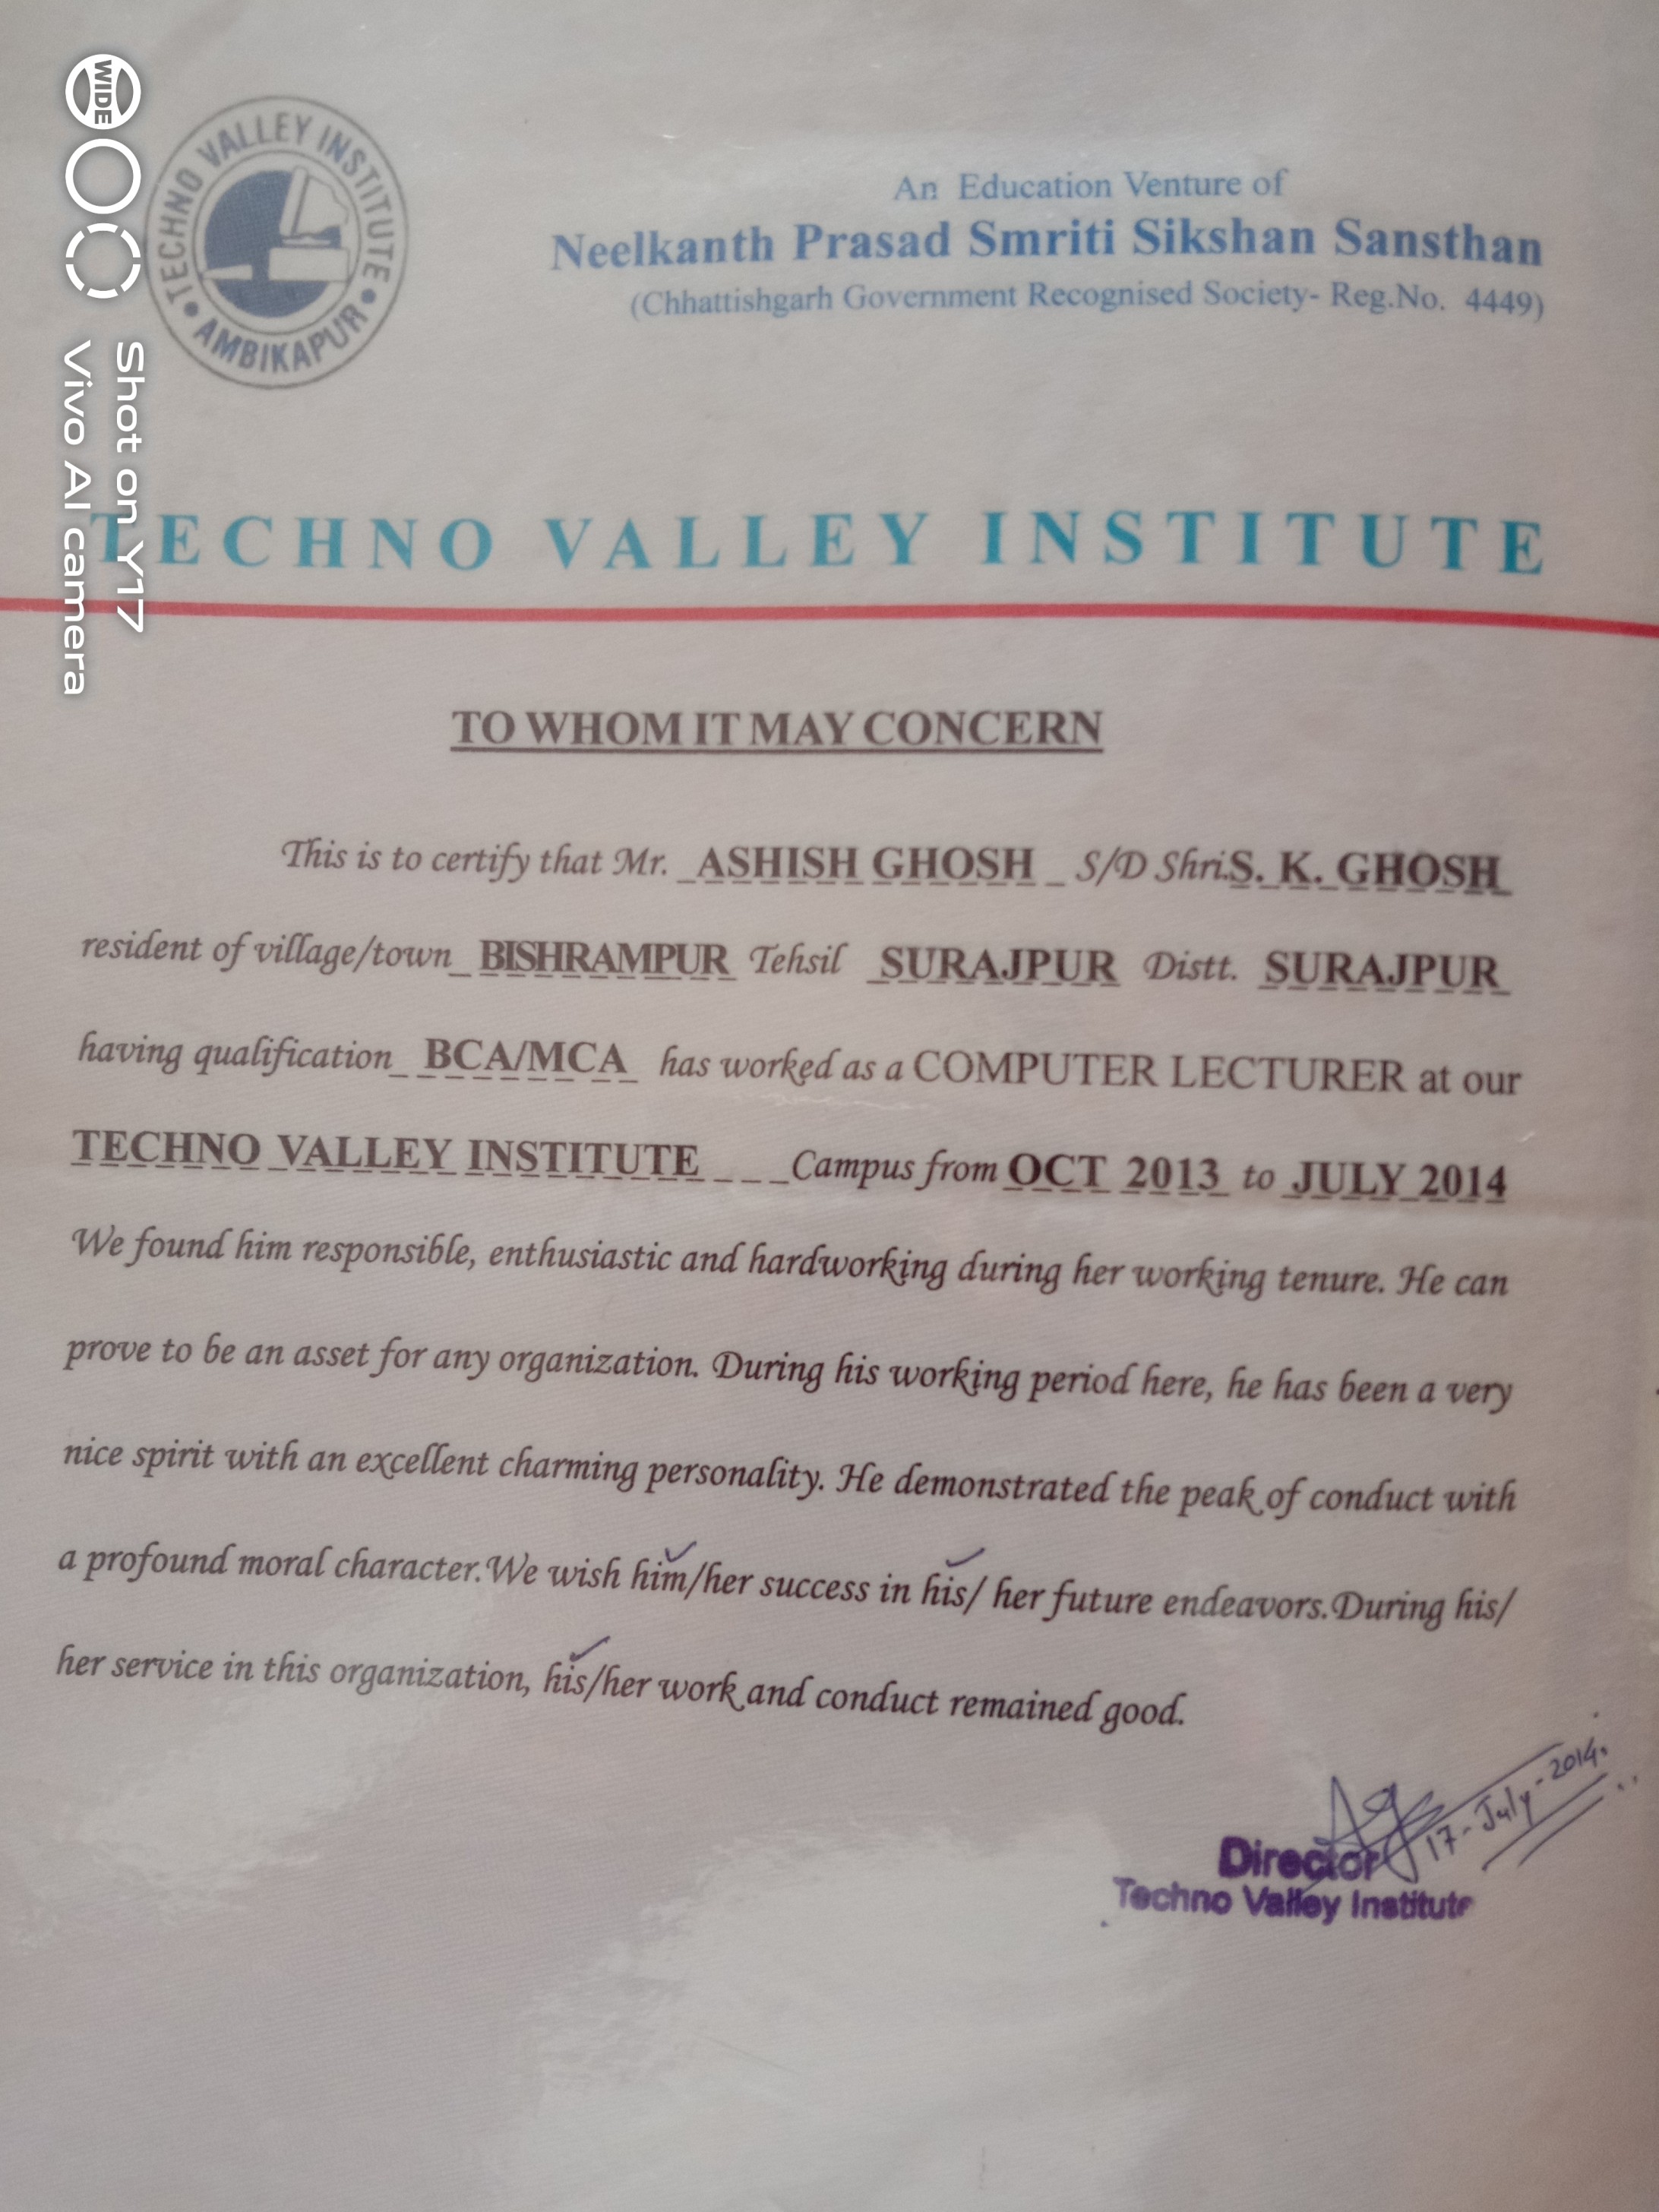 WIDE
Shot on Y17
Vivo AI camera
TECHNO VALLEY INSTITUTE
AMBIKAPUR
An Education Venture of
Neelkanth Prasad Smriti Sikshan Sansthan
(Chhattishgarh Government Recognised Society- Reg.No. 4449)
TECHNO VALLEY INSTITUTE
TO WHOM IT MAY CONCERN
This is to certify that Mr. _ASHISH GHOSH _ S/D Shri.S. K. GHOSH
resident of village/town_ BISHRAMPUR Tehsil SURAJPUR Distt. SURAJPUR
having qualification_ BCA/MCA has worked as a COMPUTER LECTURER at our
TECHNO VALLEY INSTITUTE _ _ _ _Campus from OCT 2013 to JULY 2014
We found him responsible, enthusiastic and hardworking during her working tenure. He can
prove to be an asset for any organization. During his working period here, he has been a very
nice spirit with an excellent charming personality. He demonstrated the peak of conduct with
a profound moral character.We wish him/her success in his/ her future endeavors.During his/
her service in this organization, his/her work and conduct remained good.
17-July-2014.
Director
Techno Valley Institute